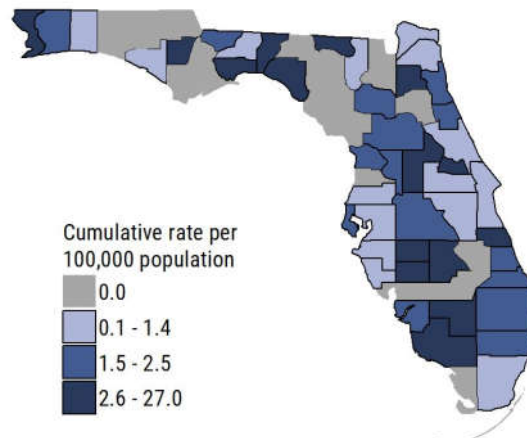 Cumulative rate per
100,000 population
0.0
0.1 - 1.4
1.5 - 2.5
2.6 - 27.0